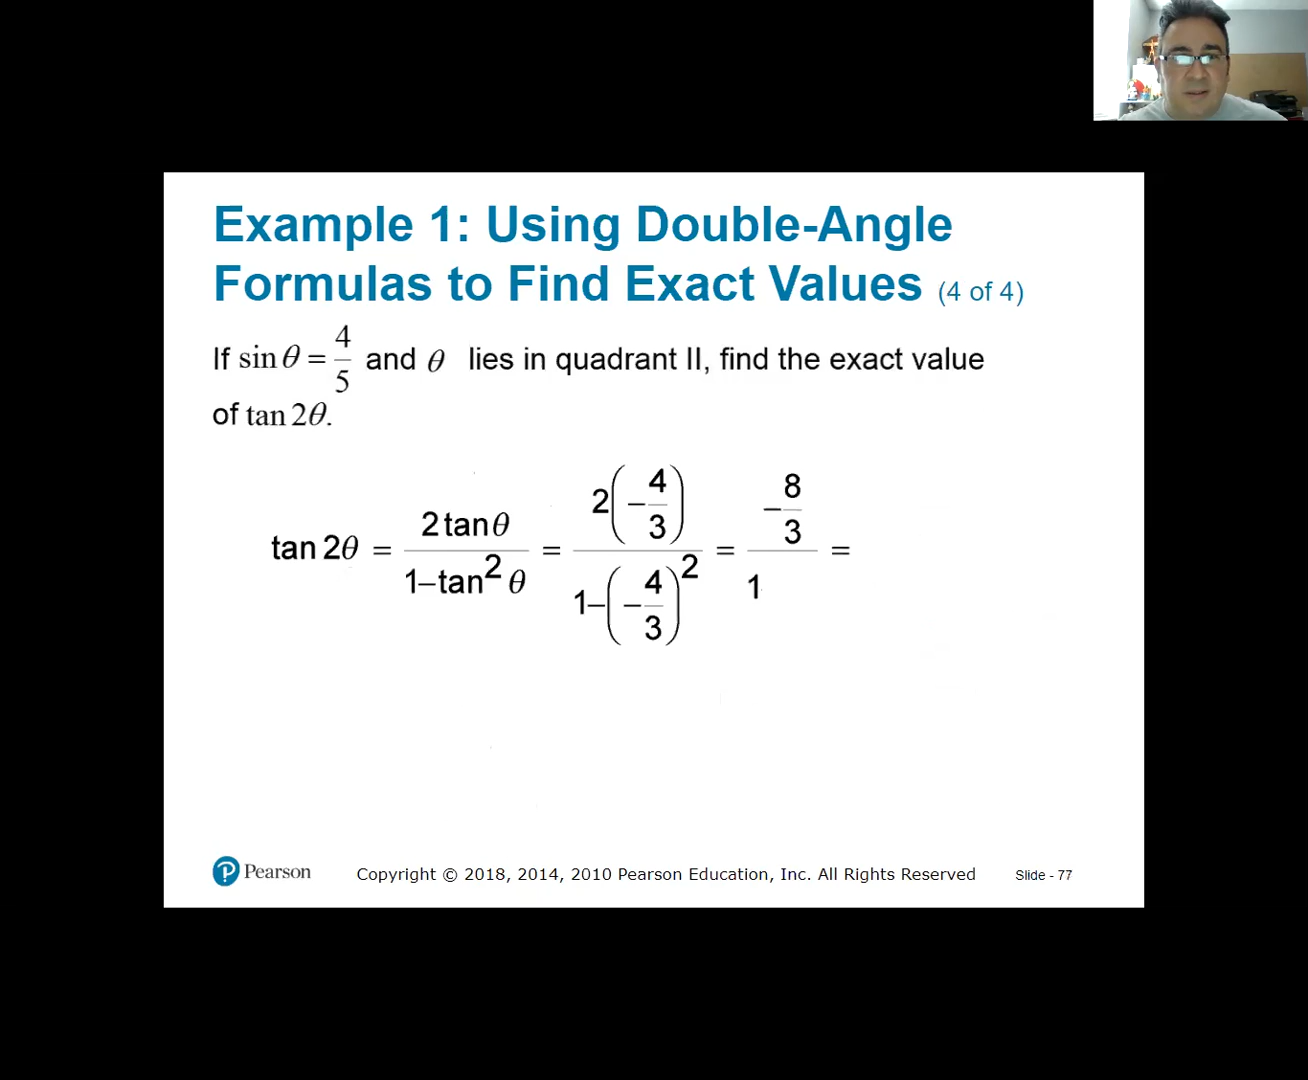 Example 1: Using Double-Angle
Formulas to Find Exact Values (4 of 4)
If sin θ = 4/5 and θ lies in quadrant II, find the exact value
of tan 2θ.
tan 2θ = 2 tan θ / (1–tan² θ) = 2(–4/3) / (1–(–4/3)²) = (–8/3) / 1 =
Pearson Copyright © 2018, 2014, 2010 Pearson Education, Inc. All Rights Reserved Slide - 77